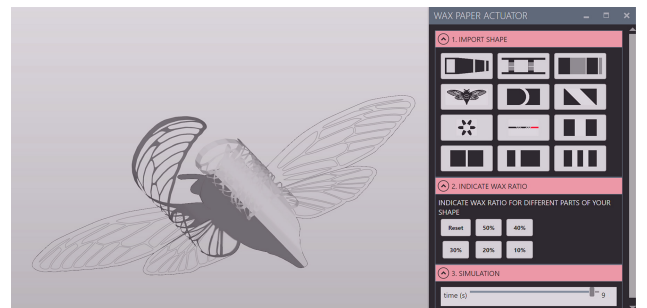 WAX PAPER ACTUATOR
1. IMPORT SHAPE
2. INDICATE WAX RATIO
INDICATE WAX RATIO FOR DIFFERENT PARTS OF YOUR
SHAPE
Reset 50% 40%
30% 20% 10%
3. SIMULATION
time (s) 9